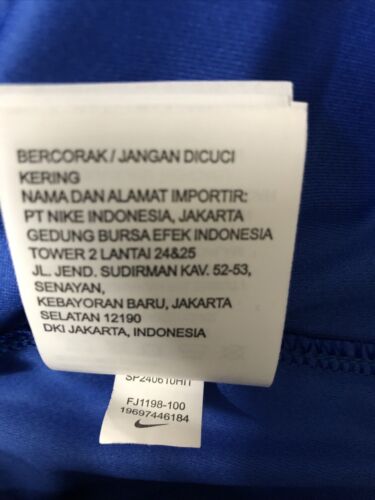 BERCORAK / JANGAN DICUCI
KERING
NAMA DAN ALAMAT IMPORTIR:
PT NIKE INDONESIA, JAKARTA
GEDUNG BURSA EFEK INDONESIA
TOWER 2 LANTAI 24&25
JL. JEND. SUDIRMAN KAV. 52-53,
SENAYAN,
KEBAYORAN BARU, JAKARTA
SELATAN 12190
DKI JAKARTA, INDONESIA
SP240610HIT
FJ1198-100
19697446184